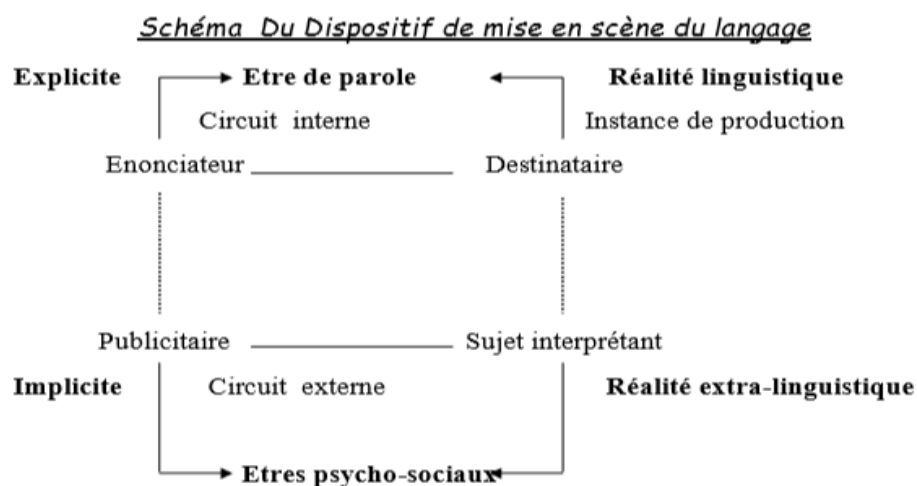 Schéma Du Dispositif de mise en scène du langage
Explicite Etre de parole Réalité linguistique
Circuit interne Instance de production
Enonciateur Destinataire
Publicitaire Sujet interprétant
Implicite Circuit externe Réalité extra-linguistique
Etres psycho-sociaux